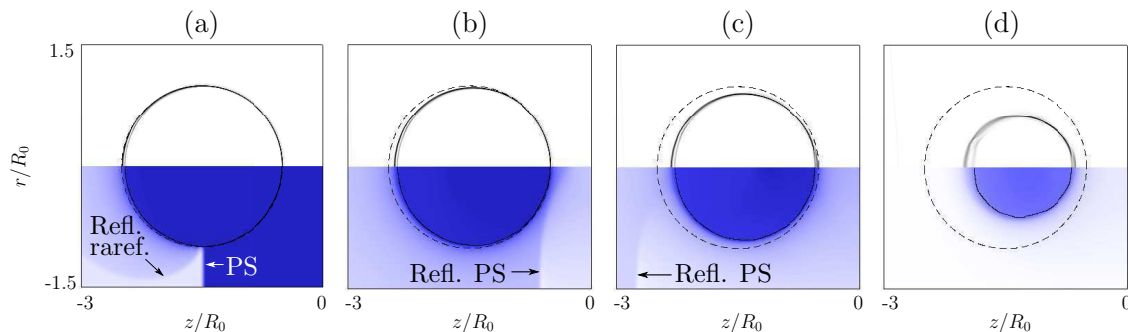 (a) (b) (c) (d)
1.5
r/R₀
Refl.
raref.
PS
Refl. PS
Refl. PS
-1.5
-3 0 -3 0 -3 0 -3 0
z/R₀ z/R₀ z/R₀ z/R₀